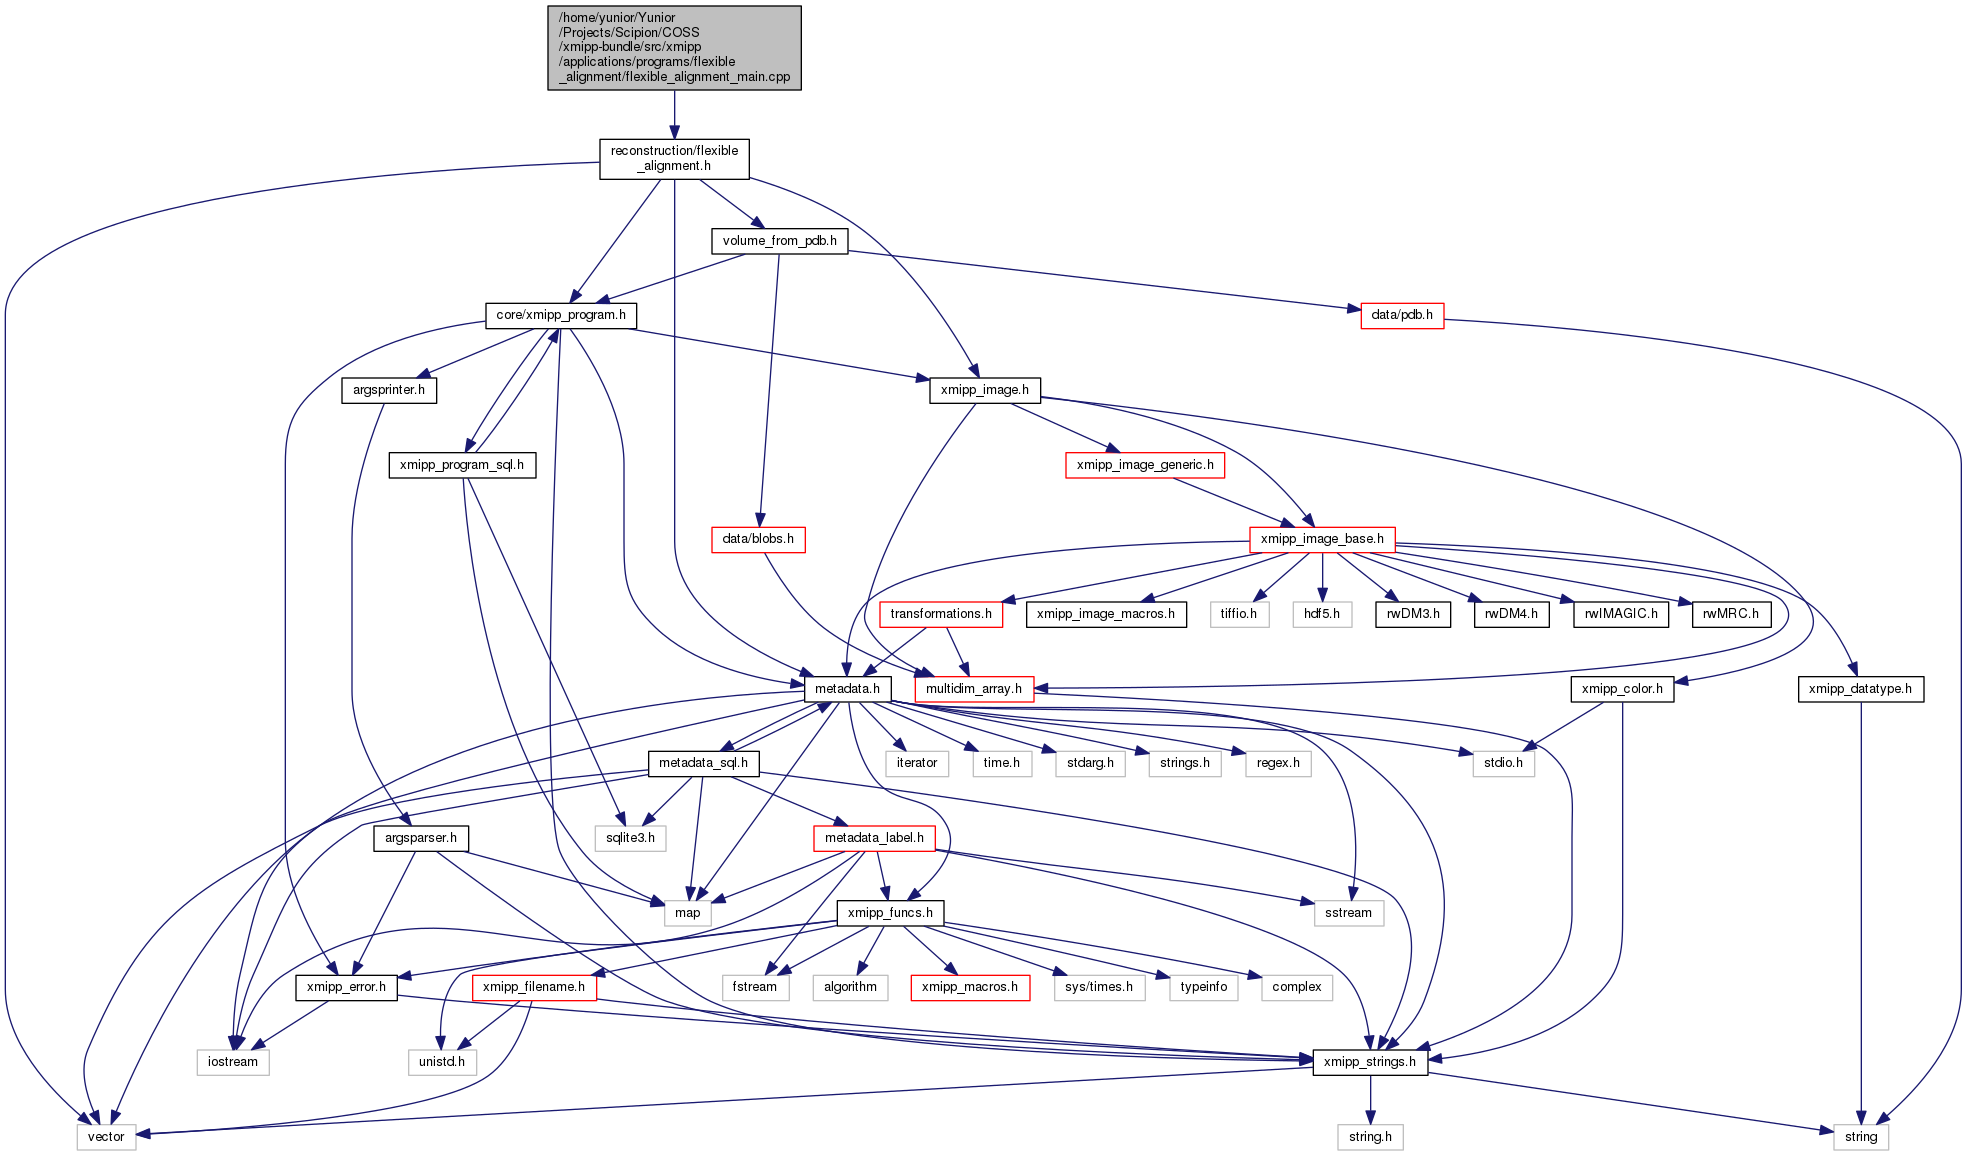 /home/yunior/Yunior
/Projects/Scipion/COSS
/xmipp-bundle/src/xmipp
/applications/programs/flexible
_alignment/flexible_alignment_main.cpp
reconstruction/flexible
_alignment.h
volume_from_pdb.h
core/xmipp_program.h
data/pdb.h
argsprinter.h
xmipp_image.h
xmipp_program_sql.h
xmipp_image_generic.h
data/blobs.h
xmipp_image_base.h
transformations.h
xmipp_image_macros.h
tiffio.h
hdf5.h
rwDM3.h
rwDM4.h
rwIMAGIC.h
rwMRC.h
metadata.h
multidim_array.h
xmipp_color.h
xmipp_datatype.h
metadata_sql.h
iterator
time.h
stdarg.h
strings.h
regex.h
stdio.h
argsparser.h
sqlite3.h
metadata_label.h
map
xmipp_funcs.h
sstream
xmipp_error.h
xmipp_filename.h
fstream
algorithm
xmipp_macros.h
sys/times.h
typeinfo
complex
iostream
unistd.h
xmipp_strings.h
vector
string.h
string